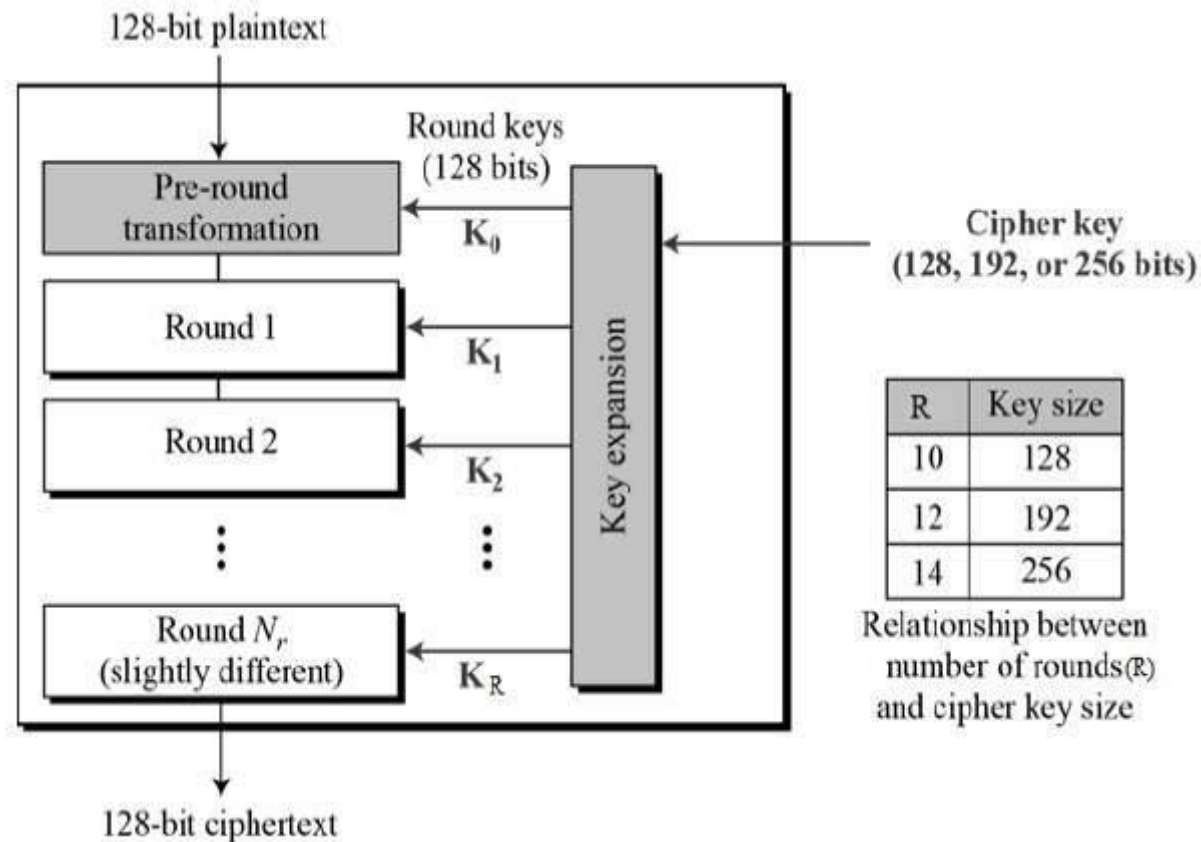 128-bit plaintext
Round keys
(128 bits)
Pre-round
transformation
K0
Cipher key
(128, 192, or 256 bits)
Round 1
K1
Round 2
K2
Key expansion
R Key size
10 128
12 192
14 256
Relationship between
number of rounds(R)
and cipher key size
Round Nr
(slightly different)
KR
128-bit ciphertext